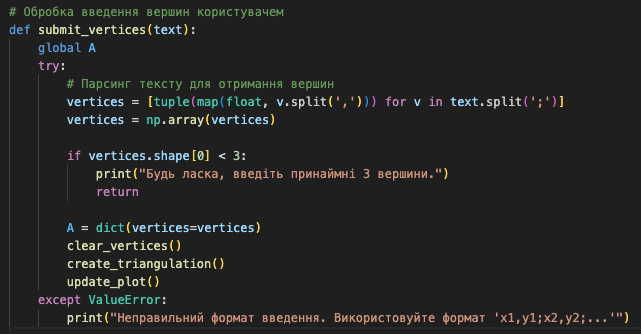 # Обробка введення вершин користувачем
def submit_vertices(text):
    global A
    try:
        # Парсинг тексту для отримання вершин
        vertices = [tuple(map(float, v.split(','))) for v in text.split(';')]
        vertices = np.array(vertices)

        if vertices.shape[0] < 3:
            print("Будь ласка, введіть принаймні 3 вершини.")
            return

        A = dict(vertices=vertices)
        clear_vertices()
        create_triangulation()
        update_plot()
    except ValueError:
        print("Неправильний формат введення. Використовуйте формат 'x1,y1;x2,y2;...'")